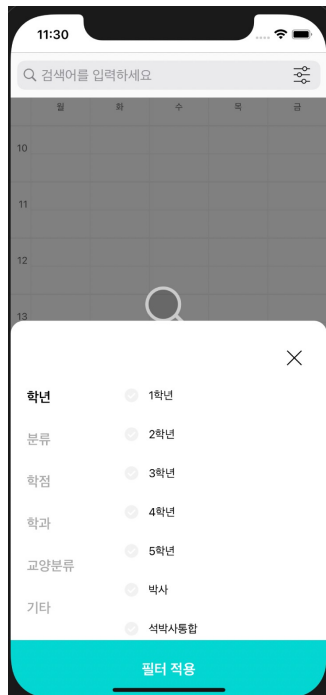 11:30
검색어를 입력하세요
월 화 수 목 금
10
11
12
13
학년
분류
학점
학과
교양분류
기타
1학년
2학년
3학년
4학년
5학년
박사
석박사통합
필터 적용